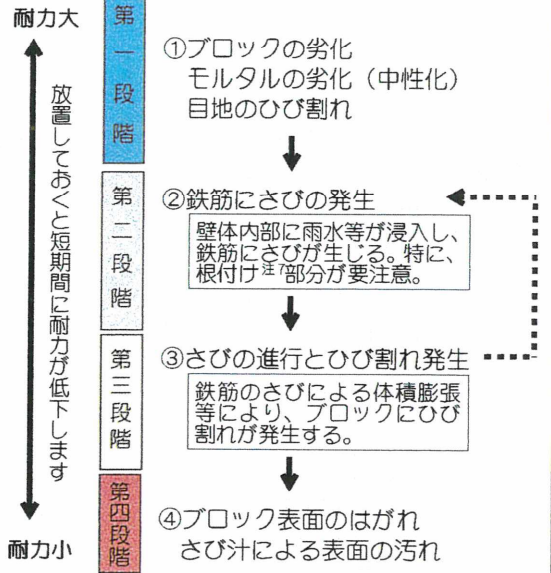 耐力大
放置しておくと短期間に耐力が低下します
耐力小
第一段階
①ブロックの劣化
モルタルの劣化（中性化）
目地のひび割れ
第二段階
②鉄筋にさびの発生
壁体内部に雨水等が浸入し、
鉄筋にさびが生じる。特に、
根付け注7部分が要注意。
第三段階
③さびの進行とひび割れ発生
鉄筋のさびによる体積膨張
等により、ブロックにひび
割れが発生する。
第四段階
④ブロック表面のはがれ
さび汁による表面の汚れ